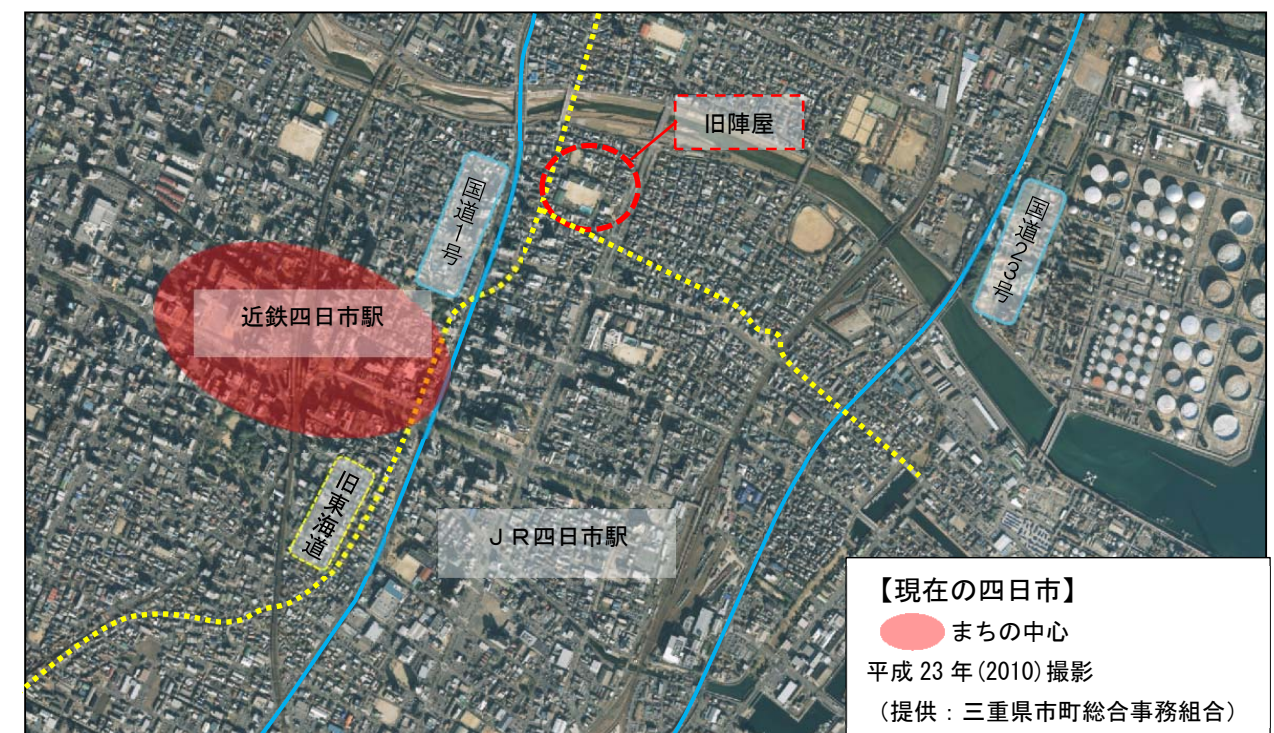 旧陣屋
国道1号
国道23号
近鉄四日市駅
旧東海道
JR四日市駅
【現在の四日市】
まちの中心
平成23年(2010)撮影
（提供：三重県市町総合事務組合）